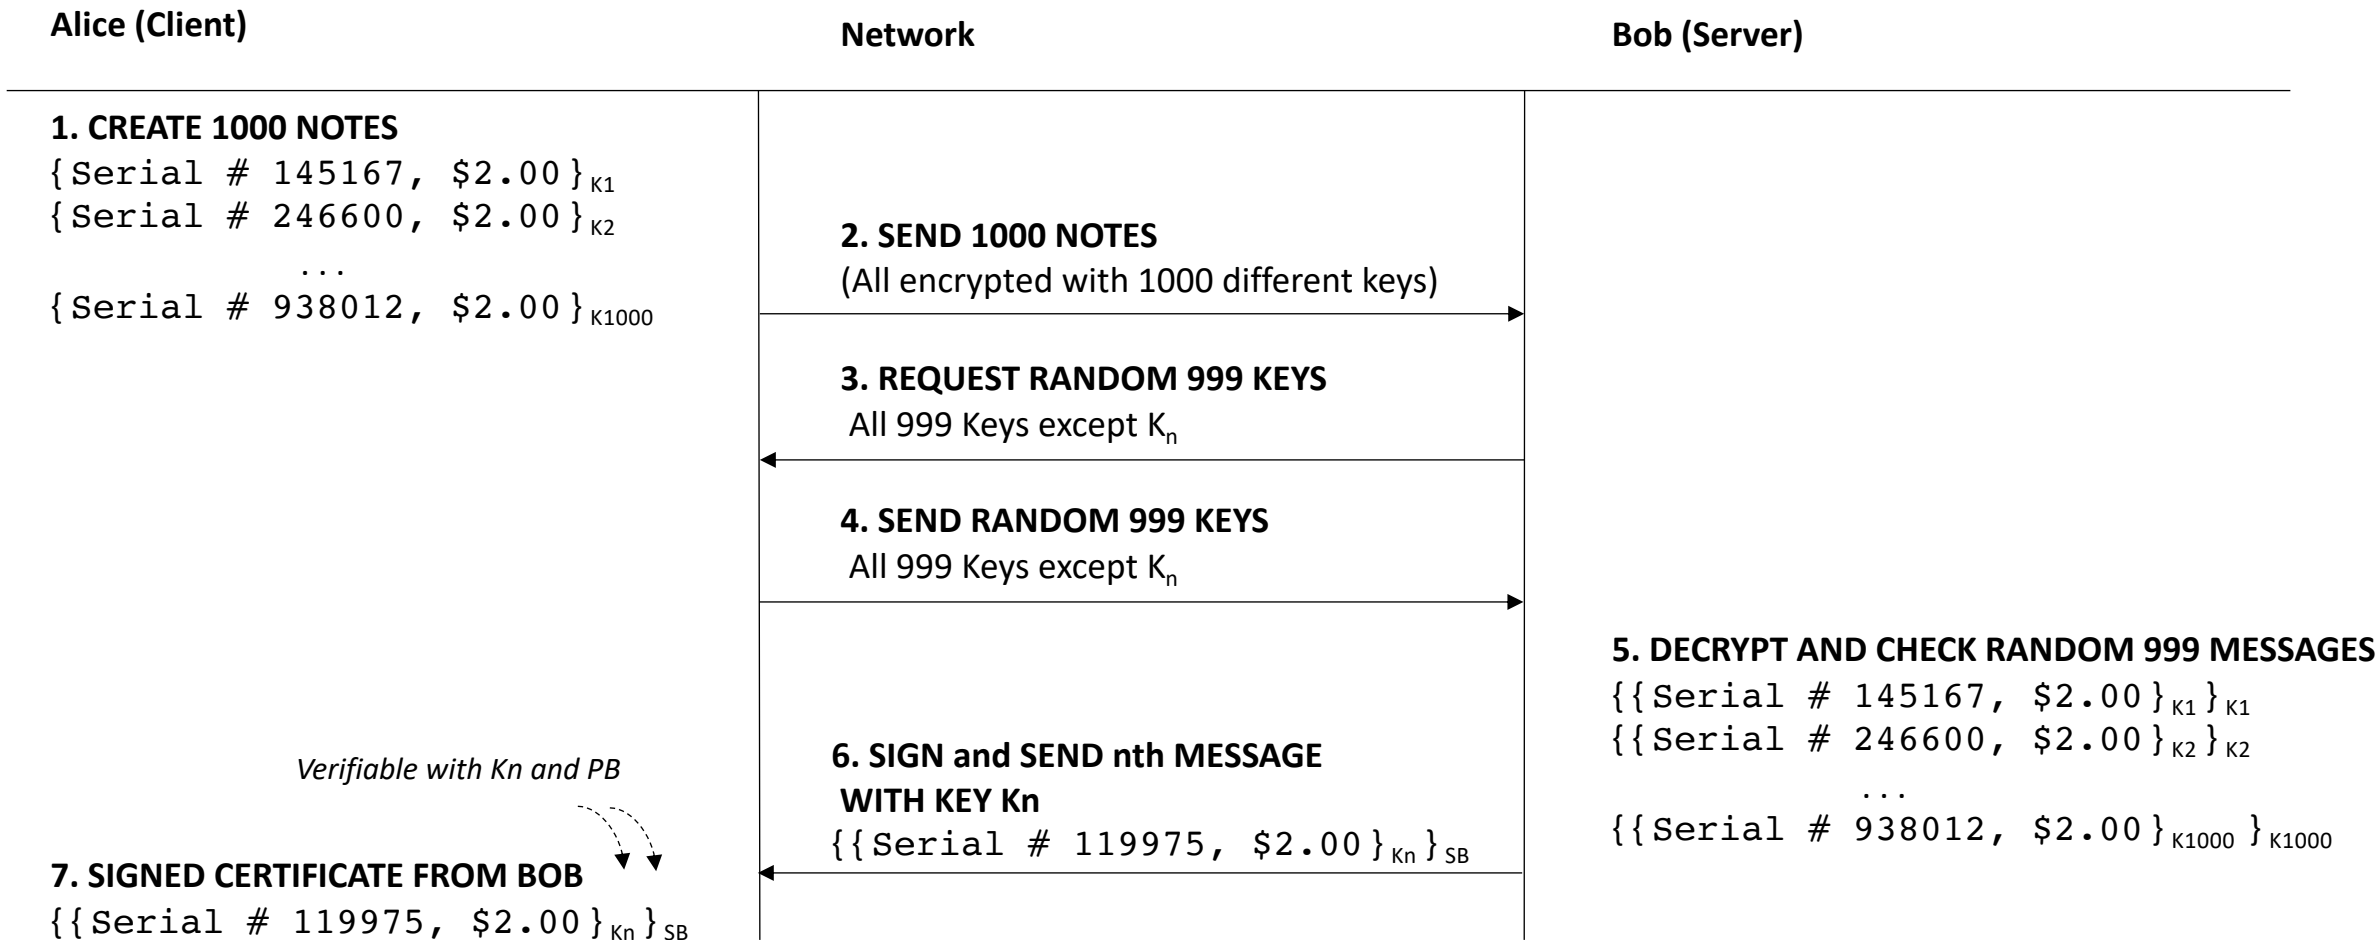 Alice (Client)
Network
Bob (Server)
1. CREATE 1000 NOTES
{Serial # 145167, $2.00}K1
{Serial # 246600, $2.00}K2
...
{Serial # 938012, $2.00}K1000
2. SEND 1000 NOTES
(All encrypted with 1000 different keys)
3. REQUEST RANDOM 999 KEYS
All 999 Keys except Kn
4. SEND RANDOM 999 KEYS
All 999 Keys except Kn
5. DECRYPT AND CHECK RANDOM 999 MESSAGES
{{Serial # 145167, $2.00}K1}K1
{{Serial # 246600, $2.00}K2}K2
...
{{Serial # 938012, $2.00}K1000 }K1000
6. SIGN and SEND nth MESSAGE
WITH KEY Kn
{{Serial # 119975, $2.00}Kn}SB
Verifiable with Kn and PB
7. SIGNED CERTIFICATE FROM BOB
{{Serial # 119975, $2.00}Kn}SB